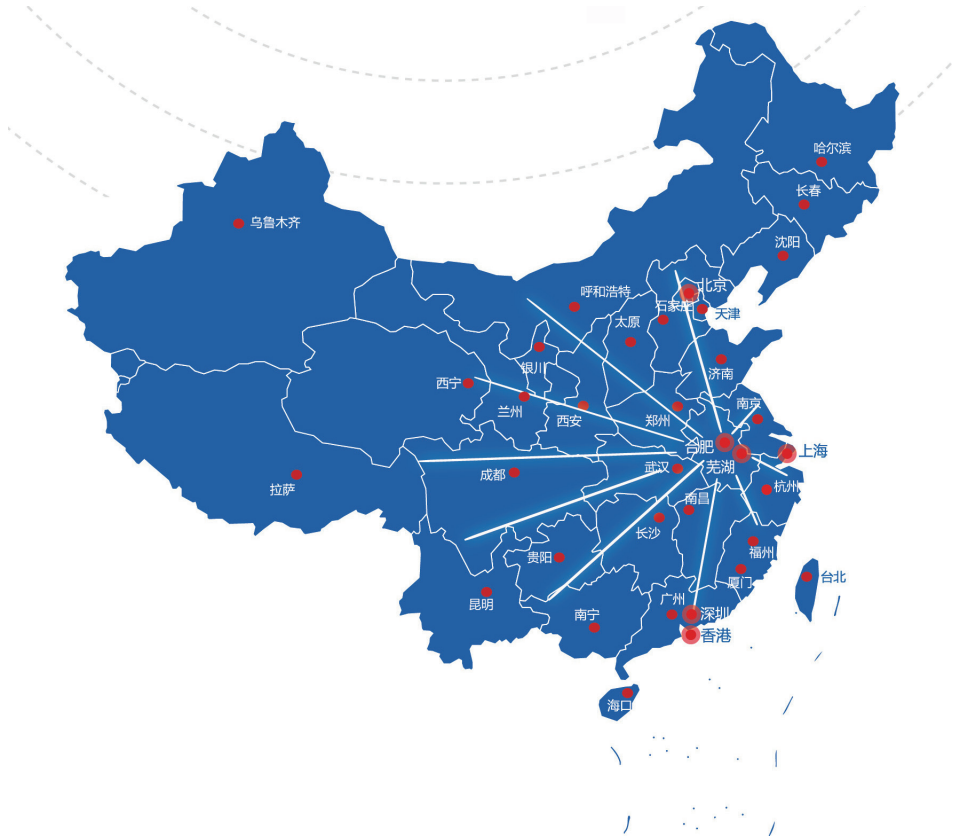 哈尔滨
长春
乌鲁木齐
沈阳
北京
呼和浩特
石家庄
天津
太原
银川
济南
西宁
兰州
西安
郑州
南京
合肥
上海
芜湖
武汉
成都
拉萨
杭州
南昌
长沙
福州
贵阳
厦门
台北
昆明
广州
南宁
深圳
香港
海口